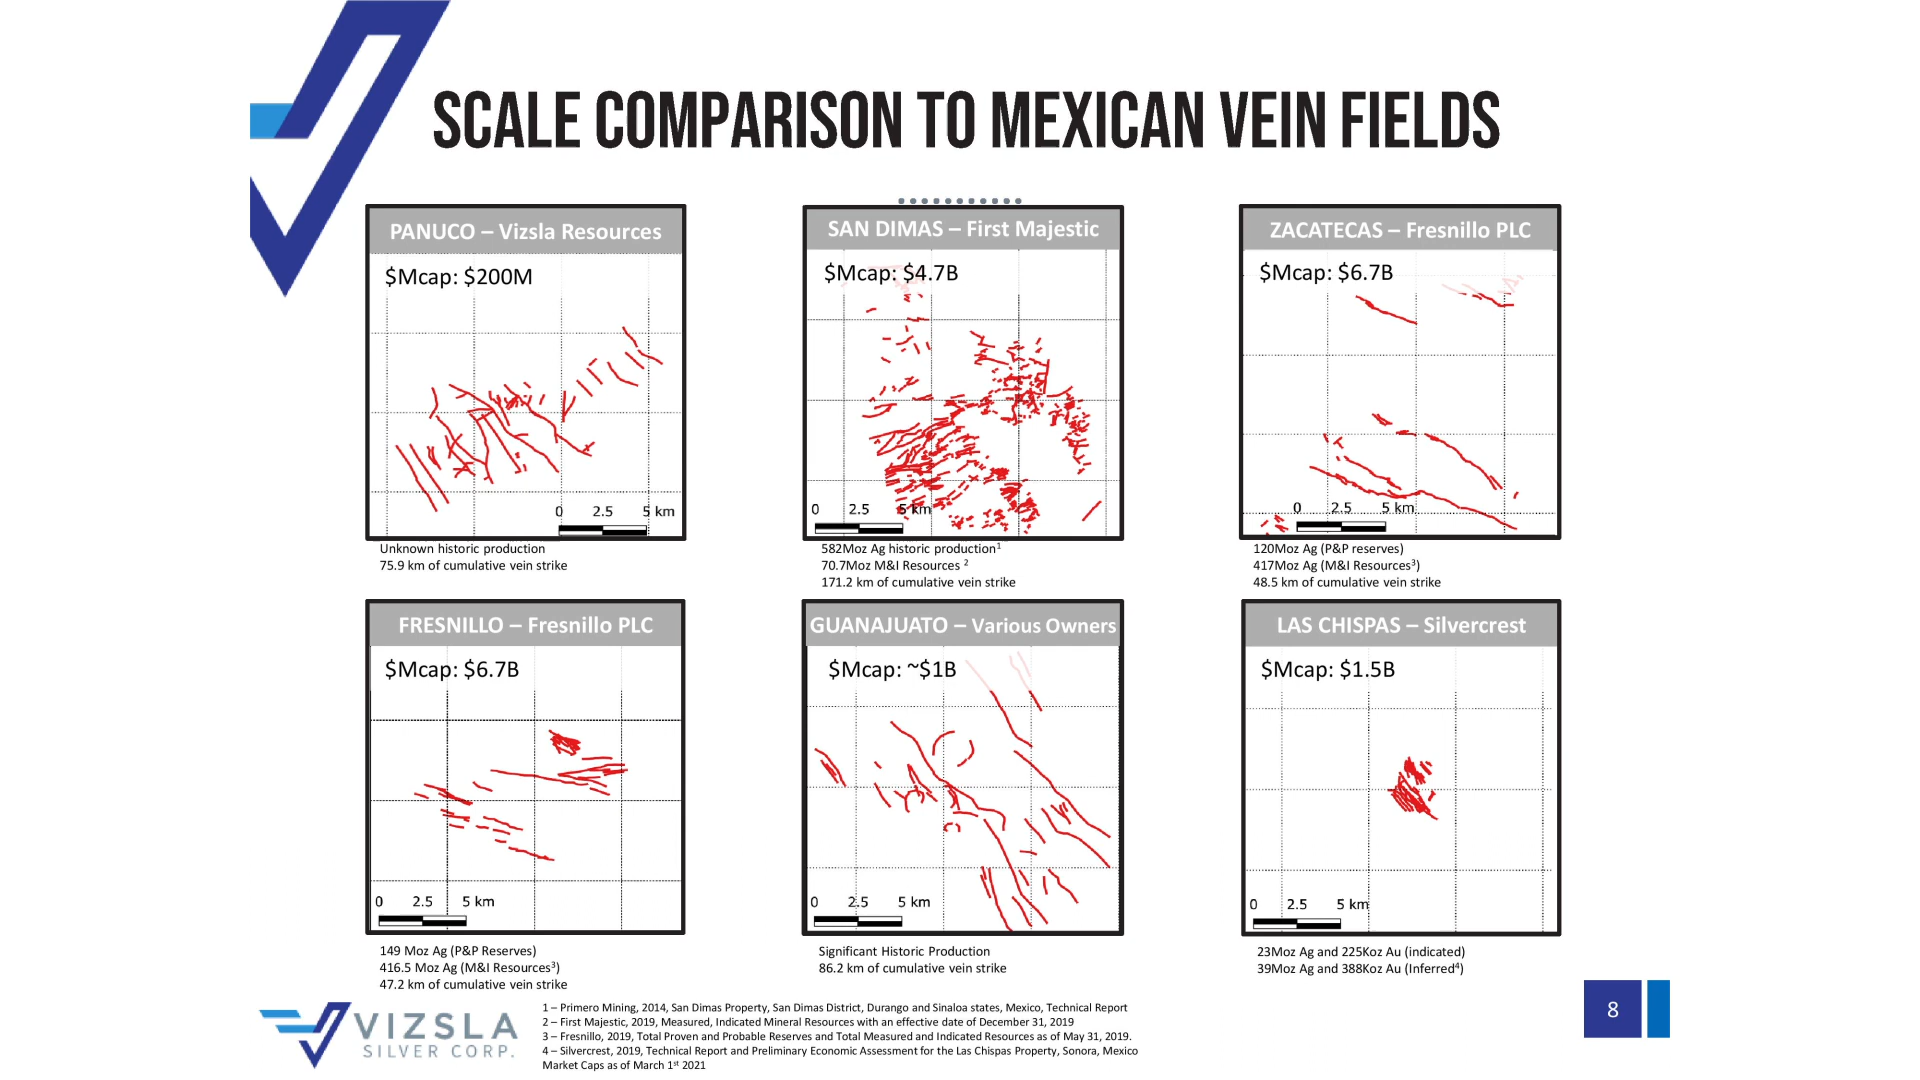 SCALE COMPARISON TO MEXICAN VEIN FIELDS
PANUCO – Vizsla Resources
$Mcap: $200M
0 2.5 5 km
Unknown historic production
75.9 km of cumulative vein strike
SAN DIMAS – First Majestic
$Mcap: $4.7B
0 2.5 5 km
582Moz Ag historic production¹
70.7Moz M&I Resources ²
171.2 km of cumulative vein strike
ZACATECAS – Fresnillo PLC
$Mcap: $6.7B
0 2.5 5 km
120Moz Ag (P&P reserves)
417Moz Ag (M&I Resources³)
48.5 km of cumulative vein strike
FRESNILLO – Fresnillo PLC
$Mcap: $6.7B
0 2.5 5 km
149 Moz Ag (P&P Reserves)
416.5 Moz Ag (M&I Resources³)
47.2 km of cumulative vein strike
GUANAJUATO – Various Owners
$Mcap: ~$1B
0 2.5 5 km
Significant Historic Production
86.2 km of cumulative vein strike
LAS CHISPAS – Silvercrest
$Mcap: $1.5B
0 2.5 5 km
23Moz Ag and 225Koz Au (indicated)
39Moz Ag and 388Koz Au (Inferred⁴)
VIZSLA
SILVER CORP.
1 – Primero Mining, 2014, San Dimas Property, San Dimas District, Durango and Sinaloa states, Mexico, Technical Report
2 – First Majestic, 2019, Measured, Indicated Mineral Resources with an effective date of December 31, 2019
3 – Fresnillo, 2019, Total Proven and Probable Reserves and Total Measured and Indicated Resources as of May 31, 2019.
4 – Silvercrest, 2019, Technical Report and Preliminary Economic Assessment for the Las Chispas Property, Sonora, Mexico
Market Caps as of March 1ˢᵗ 2021
8